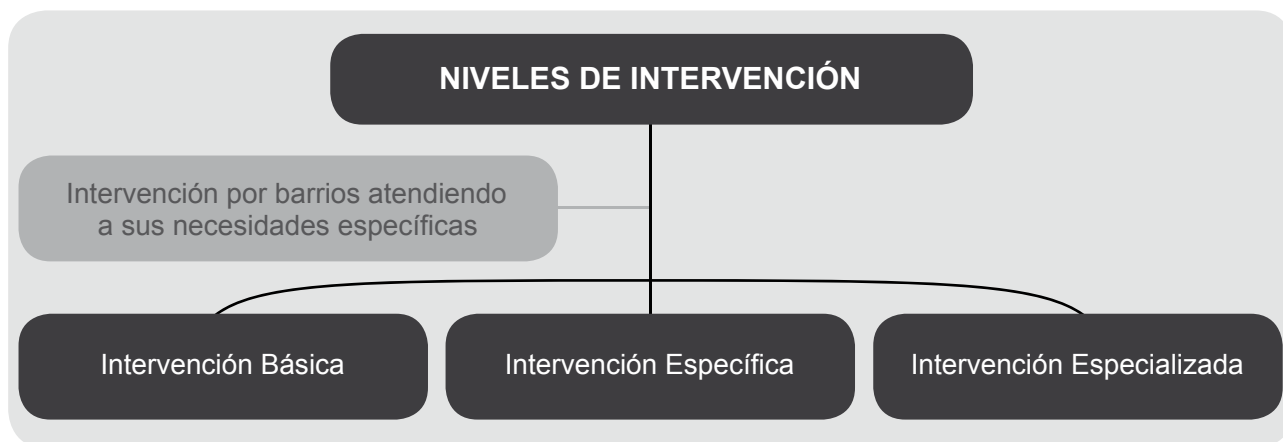 NIVELES DE INTERVENCIÓN
Intervención por barrios atendiendo
a sus necesidades específicas
Intervención Básica
Intervención Específica
Intervención Especializada